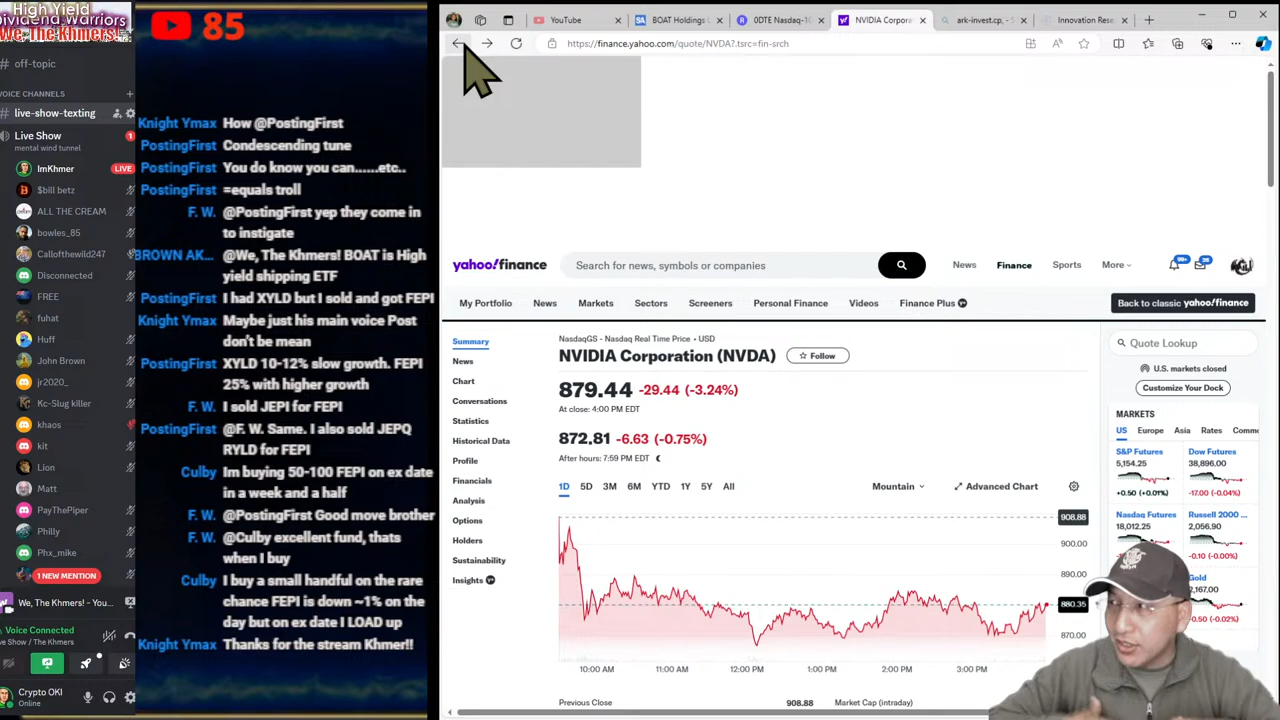 High Yield
Dividend Warriors
We, The Khmers!
off-topic
VOICE CHANNELS
live-show-texting
Live Show
1
mental wind tunnel
ImKhmer
LIVE
$bill betz
ALL THE CREAM
bowles_85
Callofthewild247
Disconnected
FREE
fuhat
Huff
John Brown
jr2020_
Kc-Slug killer
khaos
kit
Lion
Matt
PayThePiper
Philly
Phx_mike
1 NEW MENTION
We, The Khmers! - You...
Voice Connected
Live Show / The Khmers
Crypto OKI
Online
85
Knight Ymax How @PostingFirst
PostingFirst Condescending tune
PostingFirst You do know you can......etc..
PostingFirst =equals troll
F. W. @PostingFirst yep they come in
to instigate
BROWN AK... @We, The Khmers! BOAT is High
yield shipping ETF
PostingFirst I had XYLD but I sold and got FEPI
Knight Ymax Maybe just his main voice Post
don't be mean
PostingFirst XYLD 10-12% slow growth. FEPI
25% with higher growth
F. W. I sold JEPI for FEPI
PostingFirst @F. W. Same. I also sold JEPQ
RYLD for FEPI
Culby Im buying 50-100 FEPI on ex date
in a week and a half
F. W. @PostingFirst Good move brother
F. W. @Culby excellent fund, thats
when I buy
Culby I buy a small handful on the rare
chance FEPI is down ~1% on the
day but on ex date I LOAD up
Knight Ymax Thanks for the stream Khmer!!
YouTube
BOAT Holdings L
0DTE Nasdaq-10
NVIDIA Corpora
ark-invest.cp, - S
Innovation Rese
https://finance.yahoo.com/quote/NVDA?.tsrc=fin-srch
yahoo!finance
Search for news, symbols or companies
News
Finance
Sports
More
99+
My Portfolio
News
Markets
Sectors
Screeners
Personal Finance
Videos
Finance Plus
Back to classic yahoo!finance
Summary
News
Chart
Conversations
Statistics
Historical Data
Profile
Financials
Analysis
Options
Holders
Sustainability
Insights
NasdaqGS - Nasdaq Real Time Price • USD
NVIDIA Corporation (NVDA)
Follow
879.44 -29.44 (-3.24%)
At close: 4:00 PM EDT
872.81 -6.63 (-0.75%)
After hours: 7:59 PM EDT
1D 5D 3M 6M YTD 1Y 5Y All
Mountain
Advanced Chart
908.88
900.00
890.00
880.35
870.00
10:00 AM 11:00 AM 12:00 PM 1:00 PM 2:00 PM 3:00 PM
Previous Close 908.88
Market Cap (intraday)
Quote Lookup
U.S. markets closed
Customize Your Dock
MARKETS
US Europe Asia Rates Comm
S&P Futures
5,154.25
+0.50 (+0.01%)
Dow Futures
38,896.00
-17.00 (-0.04%)
Nasdaq Futures
18,012.25
Russell 2000 ...
2,056.90
-0.10 (-0.00%)
Gold
2,167.00
-0.50 (-0.02%)